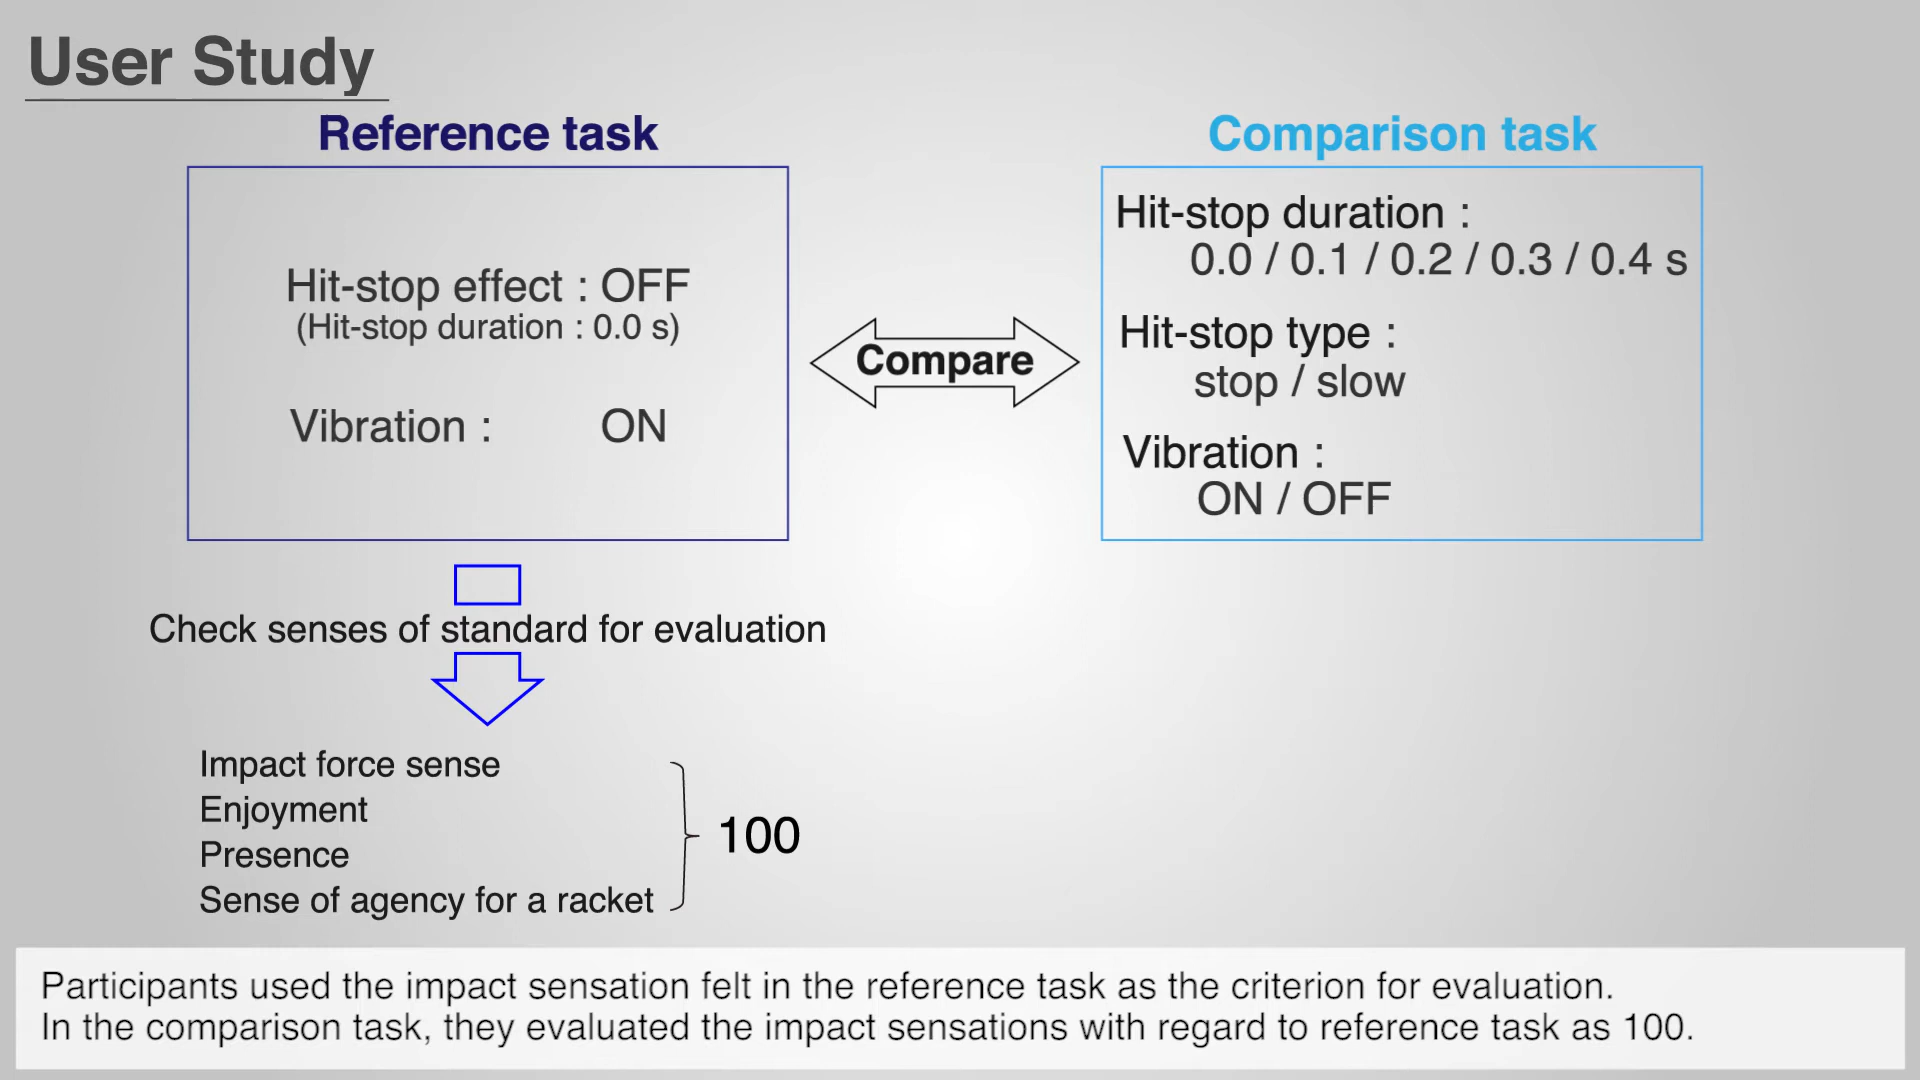 User Study
Reference task
Hit-stop effect : OFF
(Hit-stop duration : 0.0 s)
Vibration : ON
Compare
Comparison task
Hit-stop duration :
0.0 / 0.1 / 0.2 / 0.3 / 0.4 s
Hit-stop type :
stop / slow
Vibration :
ON / OFF
Check senses of standard for evaluation
Impact force sense
Enjoyment
Presence
Sense of agency for a racket
100
Participants used the impact sensation felt in the reference task as the criterion for evaluation.
In the comparison task, they evaluated the impact sensations with regard to reference task as 100.